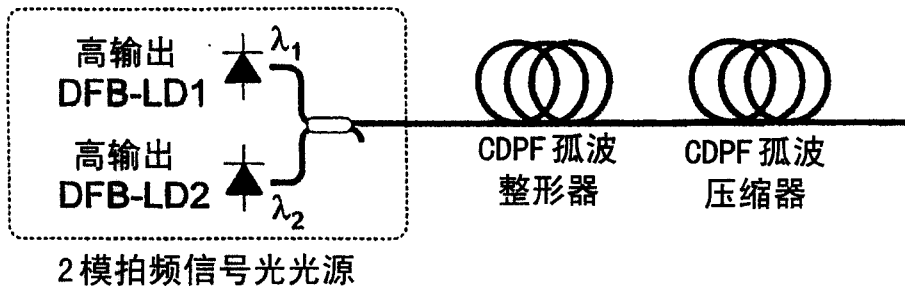 高输出
DFB-LD1
λ1
高输出
DFB-LD2
λ2
CDPF 孤波
整形器
CDPF 孤波
压缩器
2模拍频信号光光源